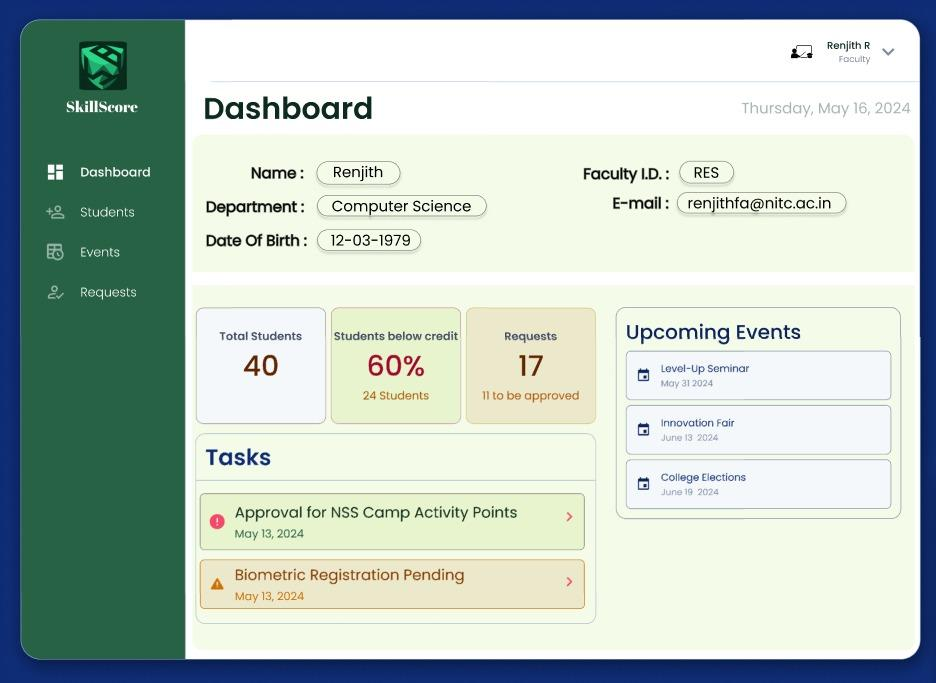 SkillScore
Dashboard
Students
Events
Requests
Renjith R
Faculty
Dashboard
Thursday, May 16, 2024
Name : Renjith
Faculty I.D. : RES
Department : Computer Science
E-mail : renjithfa@nitc.ac.in
Date Of Birth : 12-03-1979
Total Students
40
Students below credit
60%
24 Students
Requests
17
11 to be approved
Tasks
Approval for NSS Camp Activity Points
May 13, 2024
Biometric Registration Pending
May 13, 2024
Upcoming Events
Level-Up Seminar
May 31 2024
Innovation Fair
June 13 2024
College Elections
June 19 2024